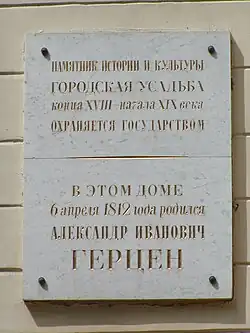 ПАМЯТНИК ИСТОРИИ И КУЛЬТУРЫ
ГОРОДСКАЯ УСАДЬБА
конца XVIII – начала XIX века
ОХРАНЯЕТСЯ ГОСУДАРСТВОМ
В ЭТОМ ДОМЕ
6 апреля 1812 года родился
АЛЕКСАНДР ИВАНОВИЧ
ГЕРЦЕН